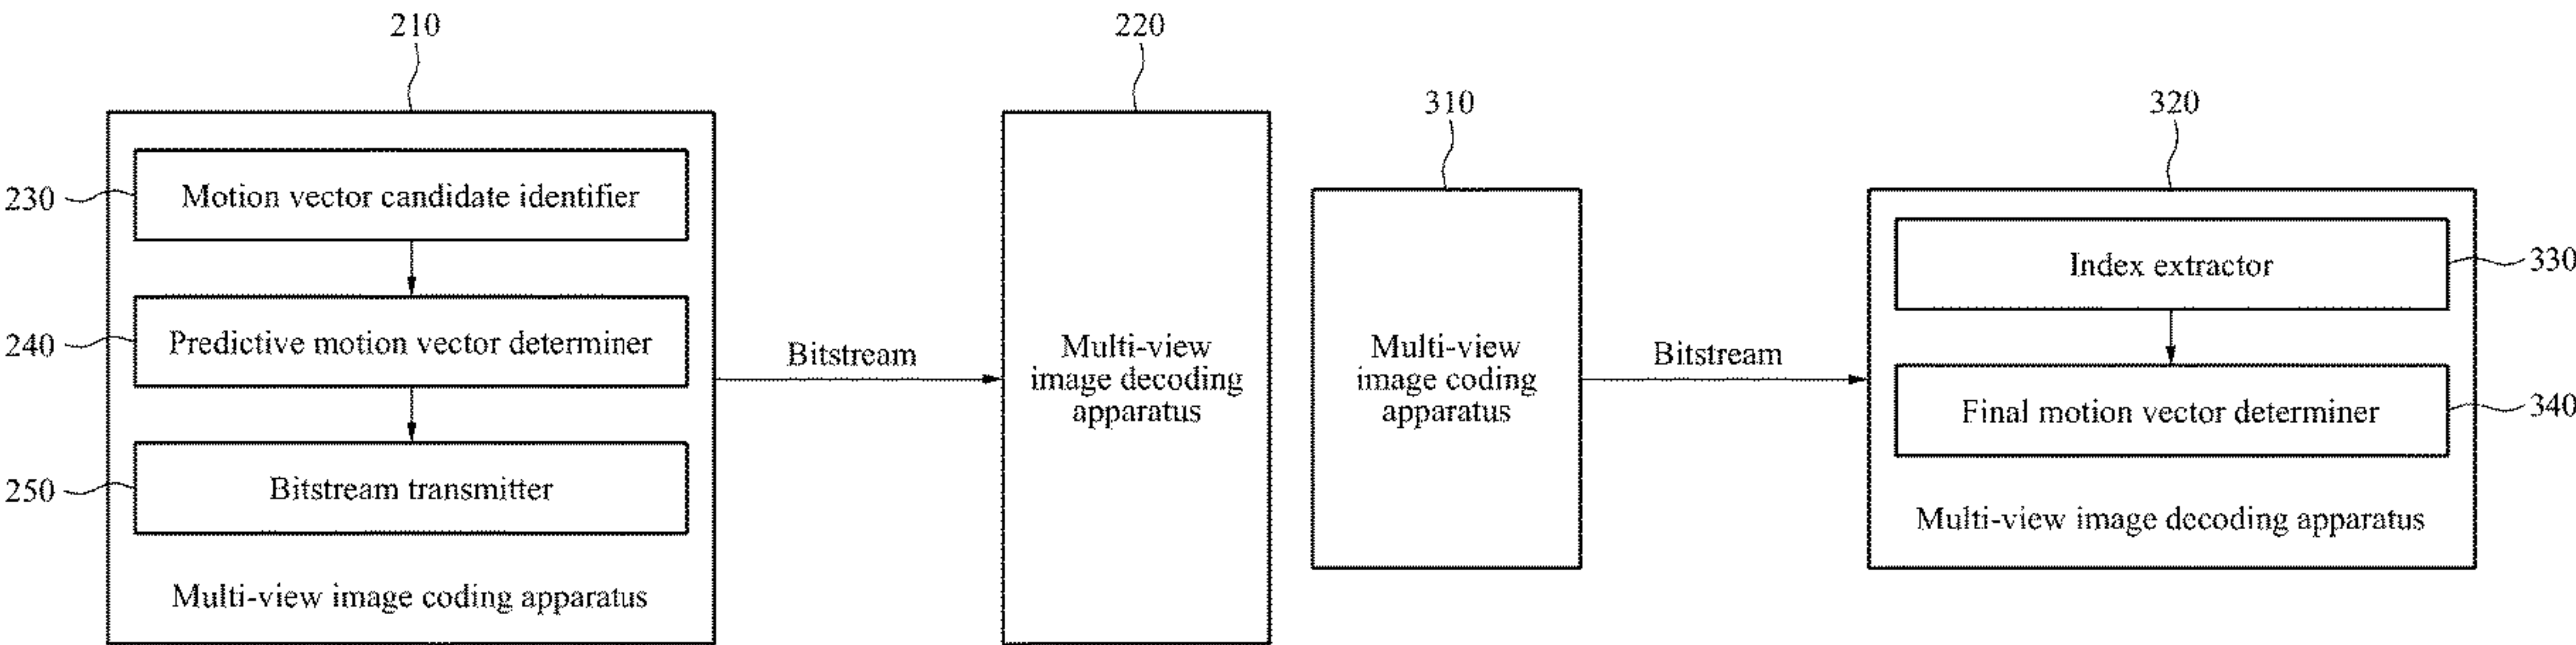 210
230
Motion vector candidate identifier
240
Predictive motion vector determiner
250
Bitstream transmitter
Multi-view image coding apparatus
Bitstream
220
Multi-view
image decoding
apparatus
310
Multi-view
image coding
apparatus
Bitstream
320
Index extractor
330
Final motion vector determiner
340
Multi-view image decoding apparatus